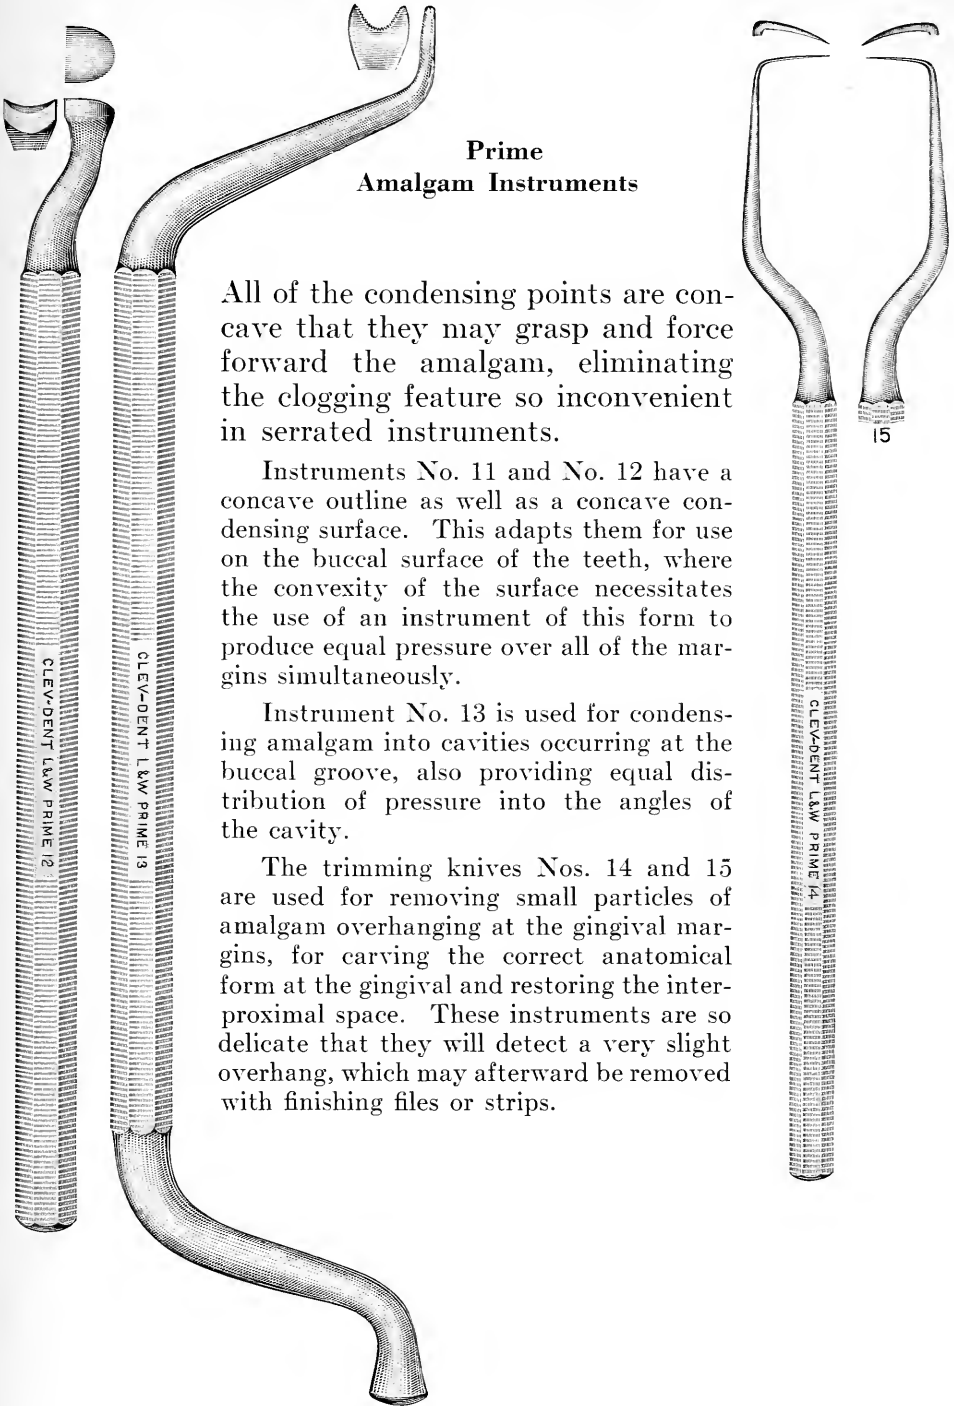 Prime
Amalgam Instruments
All of the condensing points are con-
cave that they may grasp and force
forward the amalgam, eliminating
the clogging feature so inconvenient
in serrated instruments.
Instruments No. 11 and No. 12 have a
concave outline as well as a concave con-
densing surface. This adapts them for use
on the buccal surface of the teeth, where
the convexity of the surface necessitates
the use of an instrument of this form to
produce equal pressure over all of the mar-
gins simultaneously.
Instrument No. 13 is used for condens-
ing amalgam into cavities occurring at the
buccal groove, also providing equal dis-
tribution of pressure into the angles of
the cavity.
The trimming knives Nos. 14 and 15
are used for removing small particles of
amalgam overhanging at the gingival mar-
gins, for carving the correct anatomical
form at the gingival and restoring the inter-
proximal space. These instruments are so
delicate that they will detect a very slight
overhang, which may afterward be removed
with finishing files or strips.
CLEV-DENT L&W PRIME 12
CLEV-DENT L&W PRIME 13
CLEV-DENT L&W PRIME 14
15